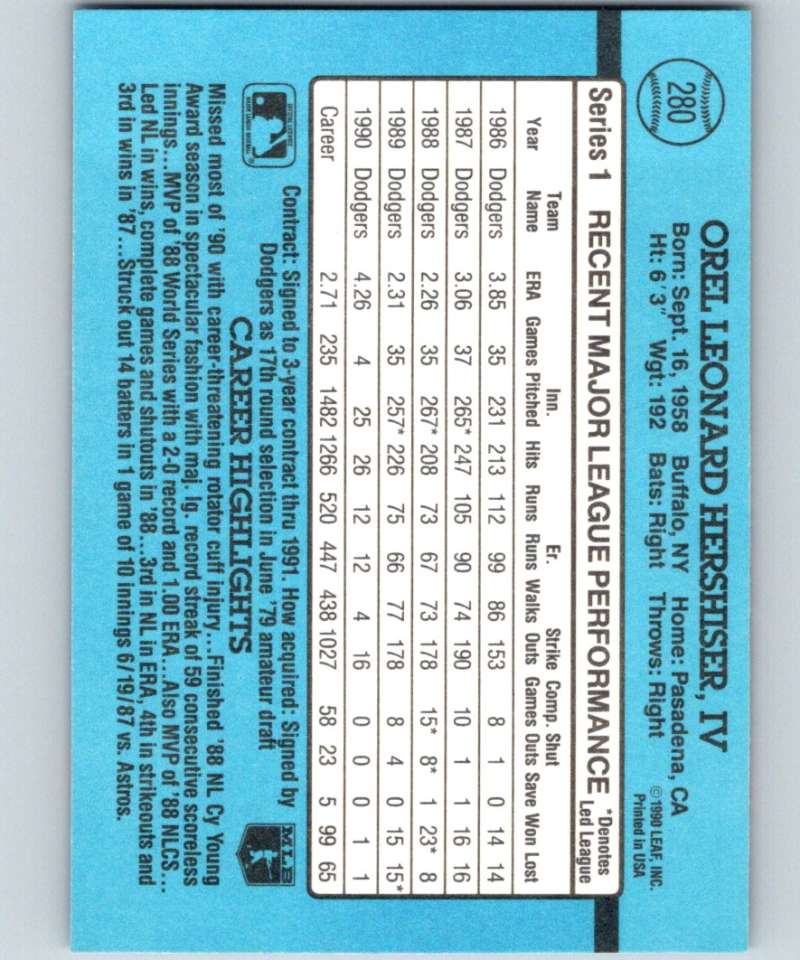 280
OREL LEONARD HERSHISER, IV
Born: Sept. 16, 1958 Buffalo, NY Home: Pasadena, CA
Ht: 6'3" Wgt: 192 Bats: Right Throws: Right
©1990 LEAF, INC.
Printed in USA
Series 1 RECENT MAJOR LEAGUE PERFORMANCE *Denotes
Led League
Team Inn. Er. Strike Comp. Shut
Year Name ERA Games Pitched Hits Runs Runs Walks Outs Games Outs Save Won Lost
1986 Dodgers 3.85 35 231 213 112 99 86 153 8 1 0 14 14
1987 Dodgers 3.06 37 265* 247 105 90 74 190 10 1 1 16 16
1988 Dodgers 2.26 35 267* 208 73 67 73 178 15* 8* 1 23* 8
1989 Dodgers 2.31 35 257* 226 75 66 77 178 8 4 0 15 15*
1990 Dodgers 4.26 4 25 26 12 12 4 16 0 0 0 1 1
Career 2.71 235 1482 1266 520 447 438 1027 58 23 5 99 65
Contract: Signed to 3-year contract thru 1991. How acquired: Signed by
Dodgers as 17th round selection in June '79 amateur draft
MLB
CAREER HIGHLIGHTS
Missed most of '90 with career-threatening rotator cuff injury...Finished '88 NL Cy Young
Award season in spectacular fashion with maj. lg. record streak of 59 consecutive scoreless
innings...MVP of '88 World Series with a 2-0 record and 1.00 ERA...Also MVP of '88 NLCS...
Led NL in wins, complete games and shutouts in '88...3rd in NL in ERA, 4th in strikeouts and
3rd in wins in '87...Struck out 14 batters in 1 game of 10 innings 6/19/87 vs. Astros.